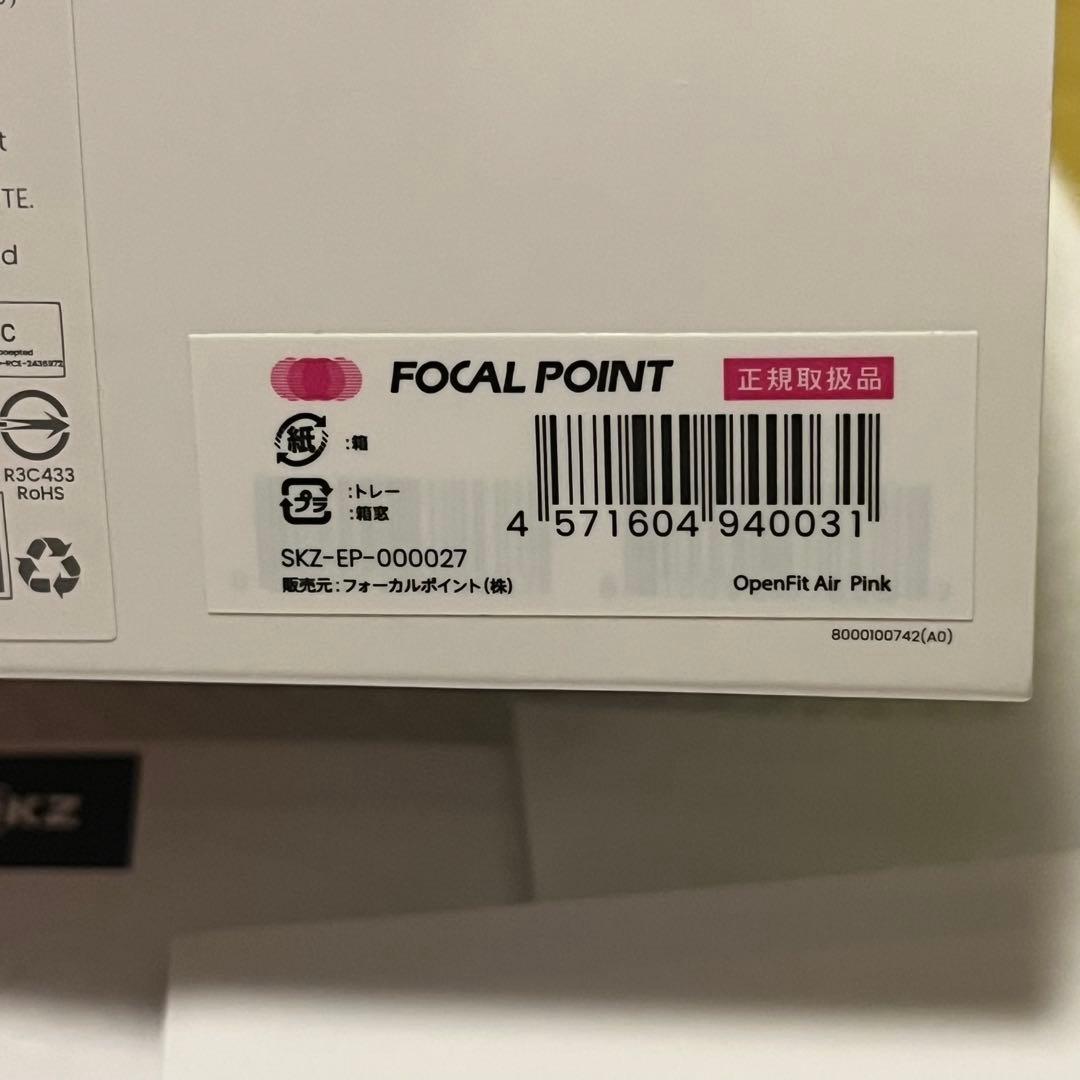 t
TE.
d
C
R3C433
RoHS
FOCAL POINT 正規取扱品
紙 :箱
プラ :トレー
:箱窓
4 571604 940031
SKZ-EP-000027
販売元:フォーカルポイント(株)
OpenFit Air Pink
8000100742(A0)
KZ